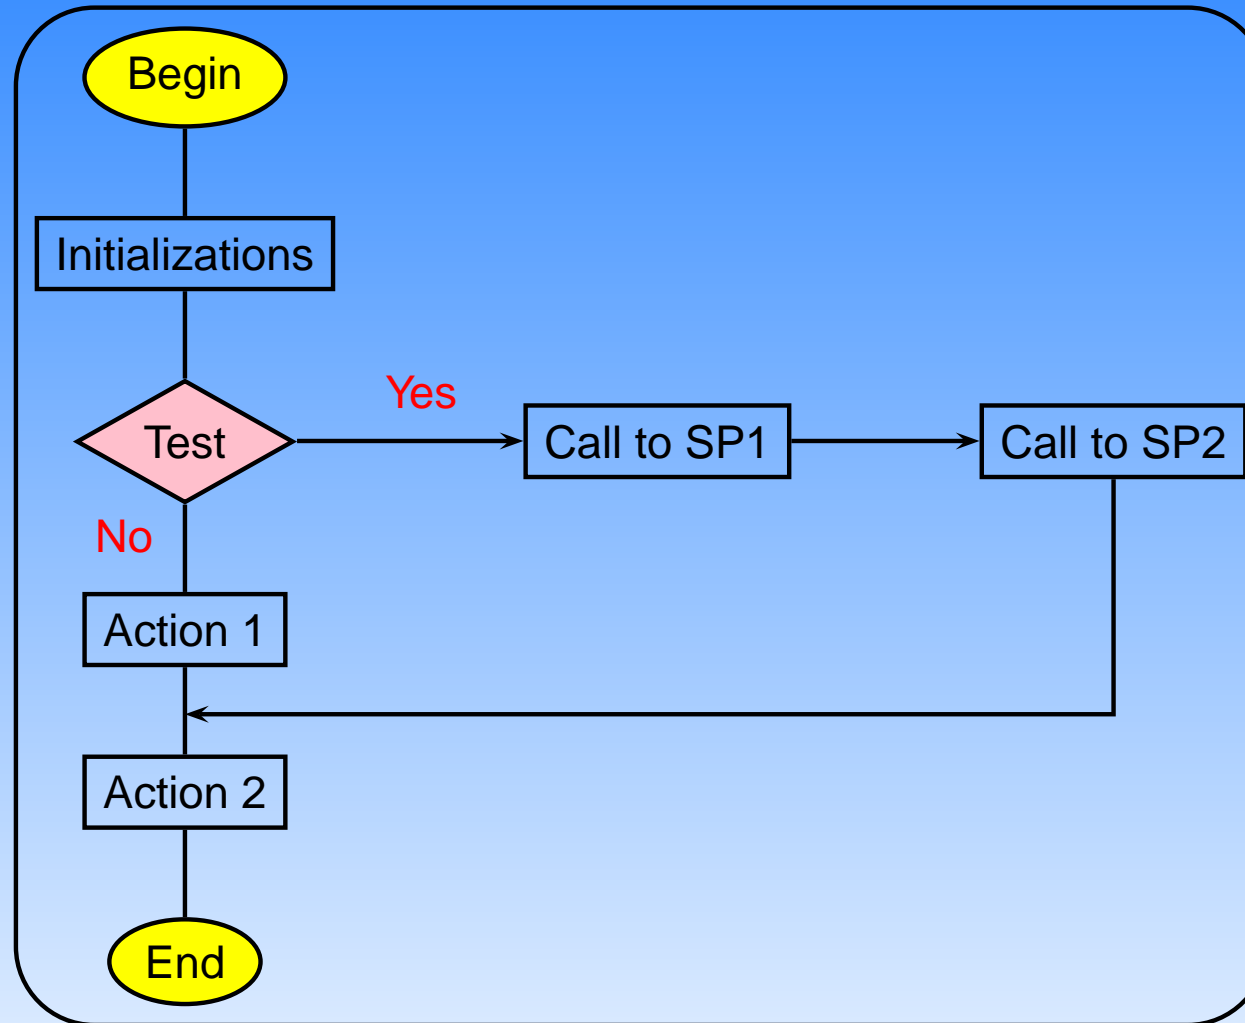 Begin
Initializations
Test
Yes
Call to SP1
Call to SP2
No
Action 1
Action 2
End